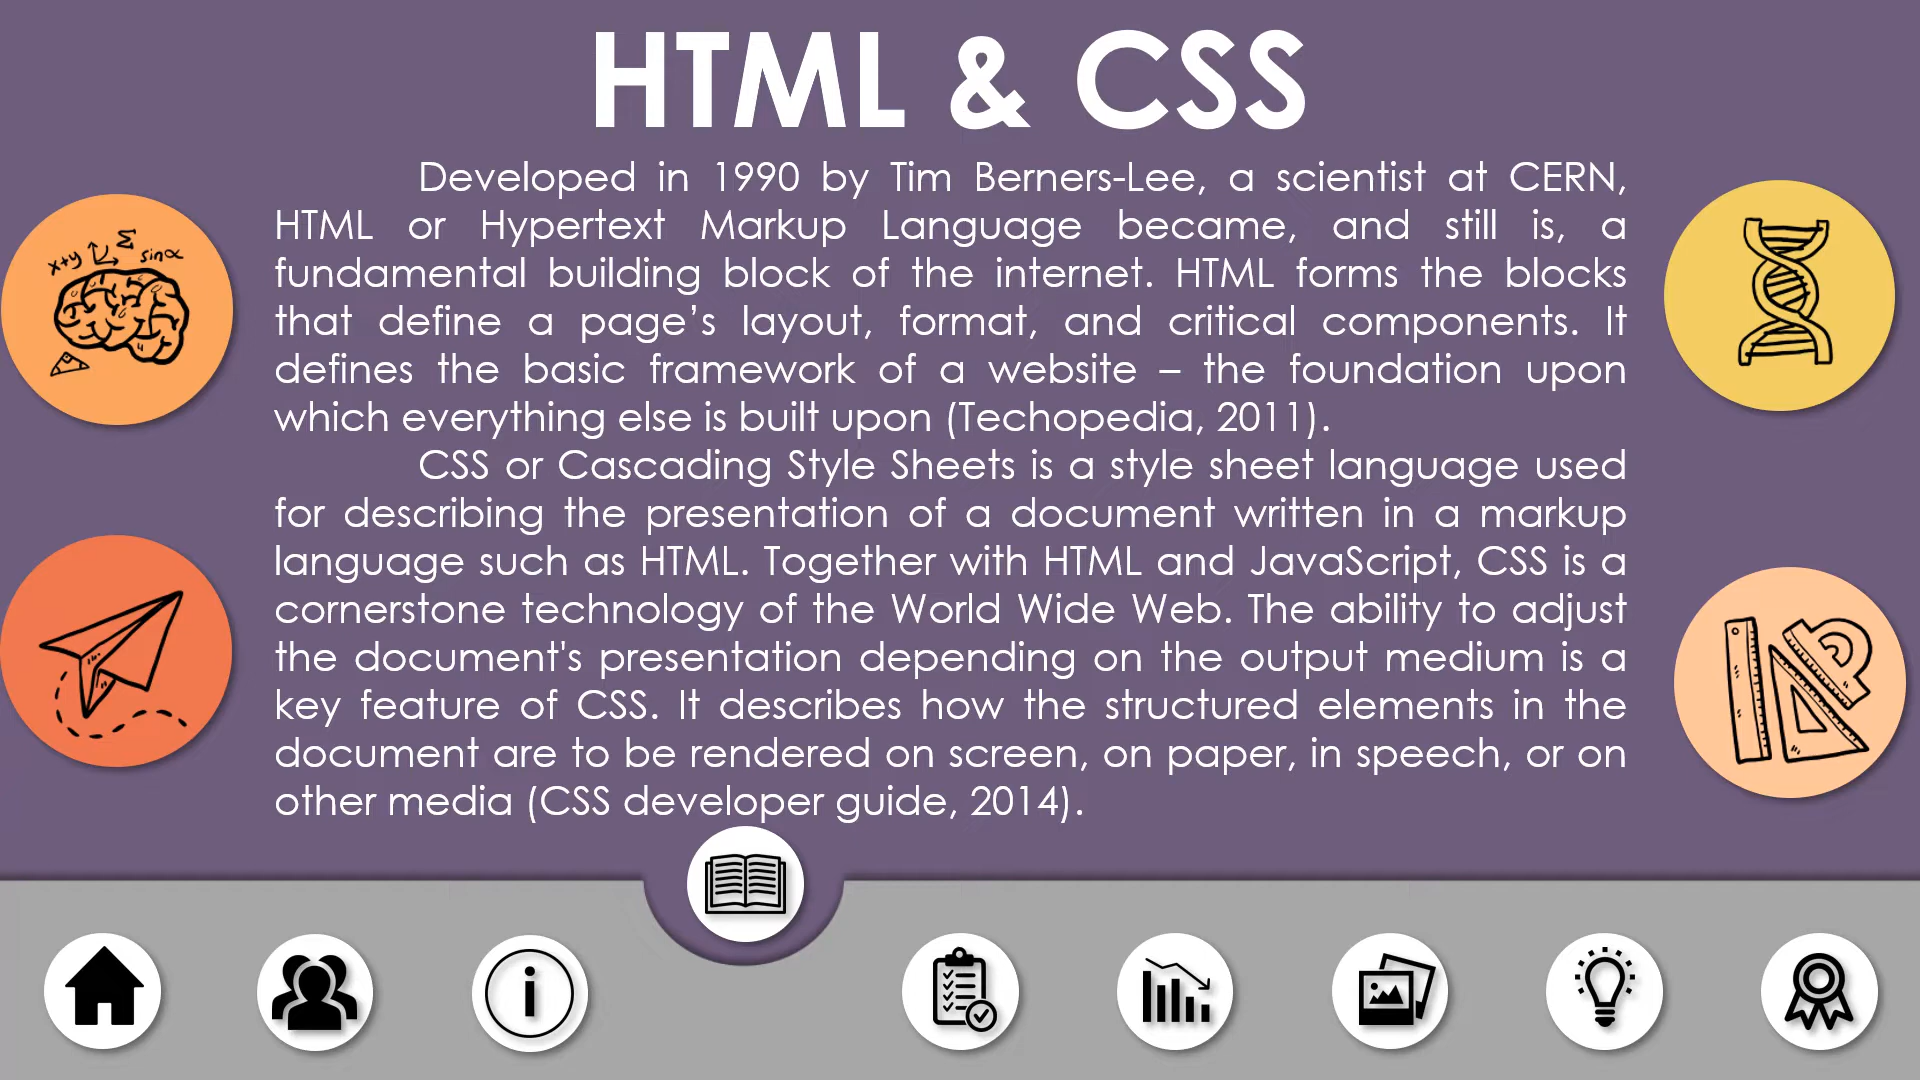 HTML & CSS
Developed in 1990 by Tim Berners-Lee, a scientist at CERN,
HTML or Hypertext Markup Language became, and still is, a
fundamental building block of the internet. HTML forms the blocks
that define a page’s layout, format, and critical components. It
defines the basic framework of a website – the foundation upon
which everything else is built upon (Techopedia, 2011).
CSS or Cascading Style Sheets is a style sheet language used
for describing the presentation of a document written in a markup
language such as HTML. Together with HTML and JavaScript, CSS is a
cornerstone technology of the World Wide Web. The ability to adjust
the document's presentation depending on the output medium is a
key feature of CSS. It describes how the structured elements in the
document are to be rendered on screen, on paper, in speech, or on
other media (CSS developer guide, 2014).
x+y Σ sinα
i